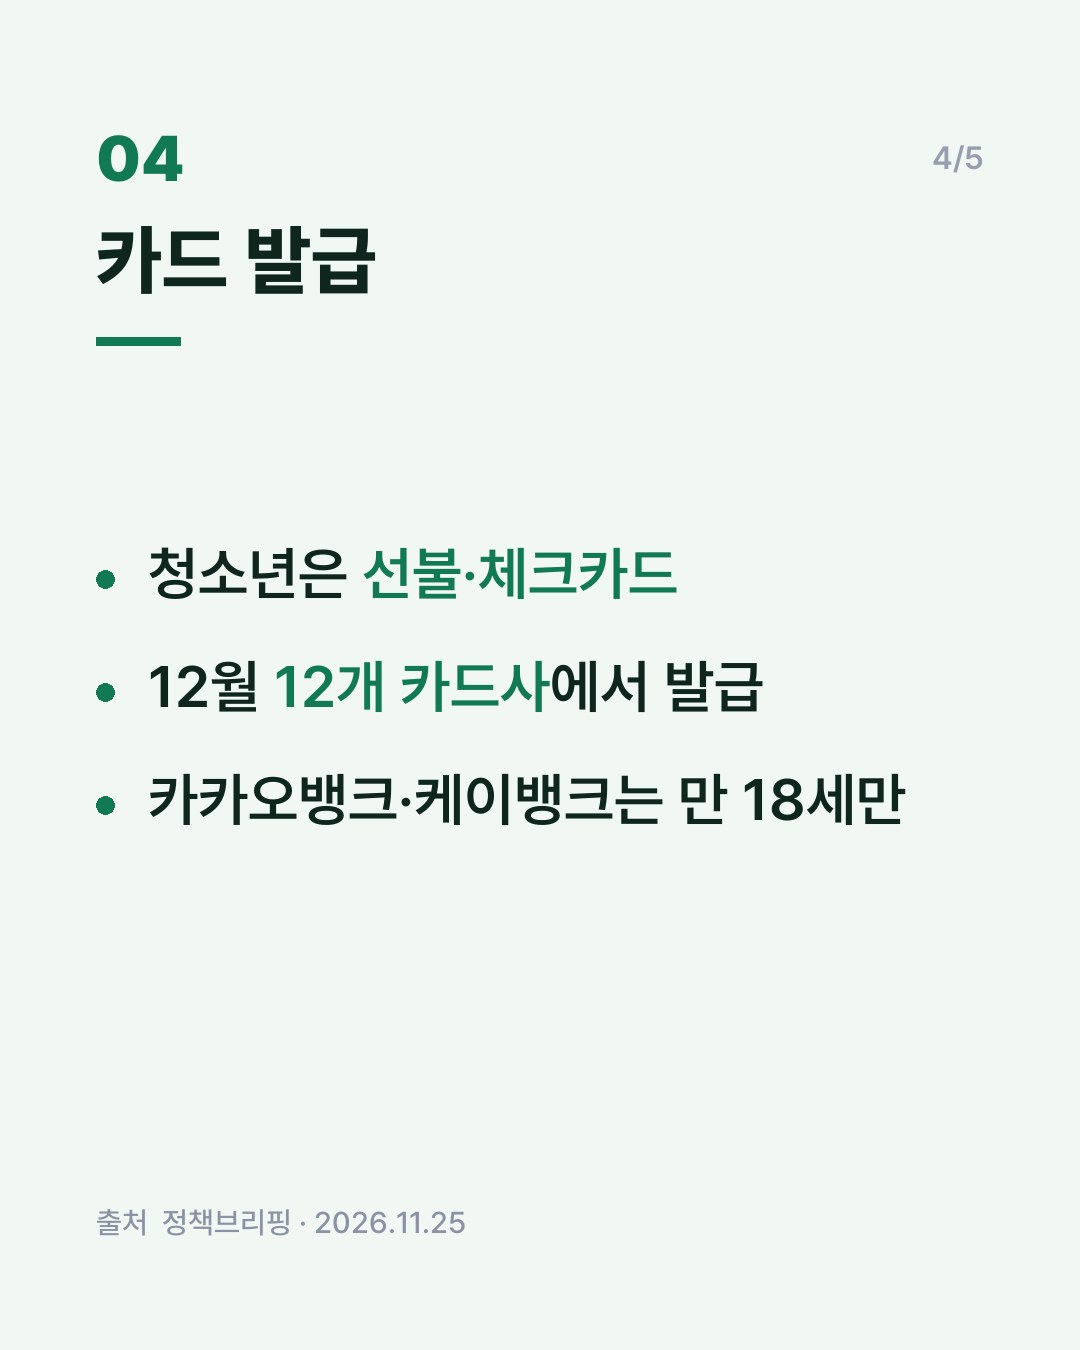 04
4/5
카드 발급
청소년은 선불·체크카드
12월 12개 카드사에서 발급
카카오뱅크·케이뱅크는 만 18세만
출처 정책브리핑 · 2026.11.25